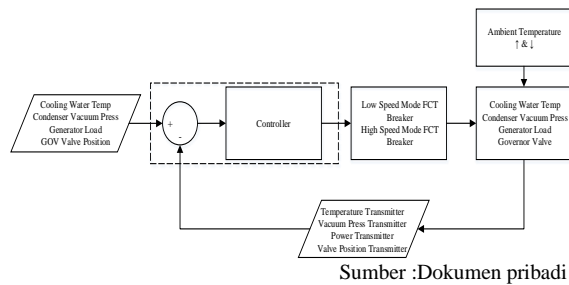 Ambient Temperature
↑ & ↓
Cooling Water Temp
Condenser Vacuum Press
Generator Load
GOV Valve Position
+
-
Controller
Low Speed Mode FCT
Breaker
High Speed Mode FCT
Breaker
Cooling Water Temp
Condenser Vacuum Press
Generator Load
Governor Valve
Temperature Transmitter
Vacuum Press Transmitter
Power Transmitter
Valve Position Transmitter
Sumber :Dokumen pribadi